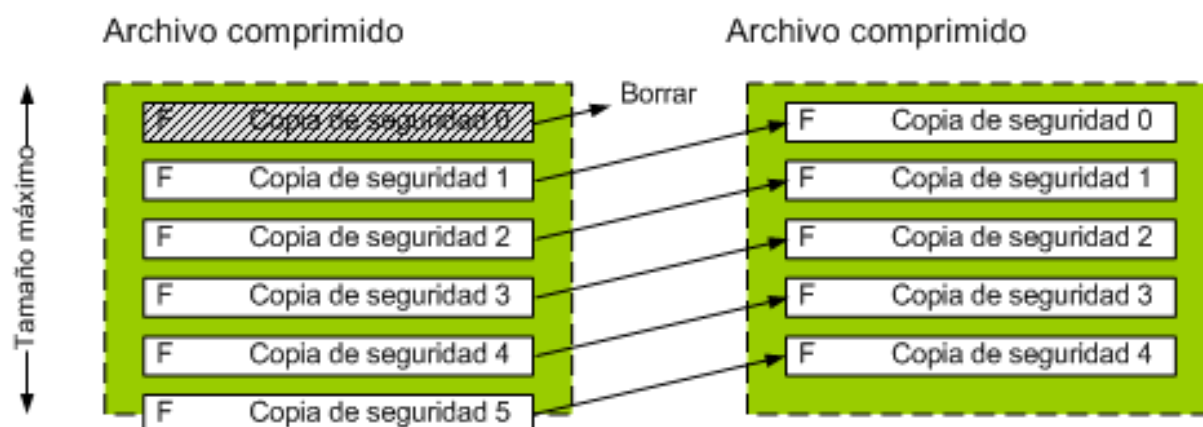 Archivo comprimido
Archivo comprimido
Tamaño máximo
F Copia de seguridad 0
Borrar
F Copia de seguridad 1
F Copia de seguridad 2
F Copia de seguridad 3
F Copia de seguridad 4
F Copia de seguridad 5
F Copia de seguridad 0
F Copia de seguridad 1
F Copia de seguridad 2
F Copia de seguridad 3
F Copia de seguridad 4